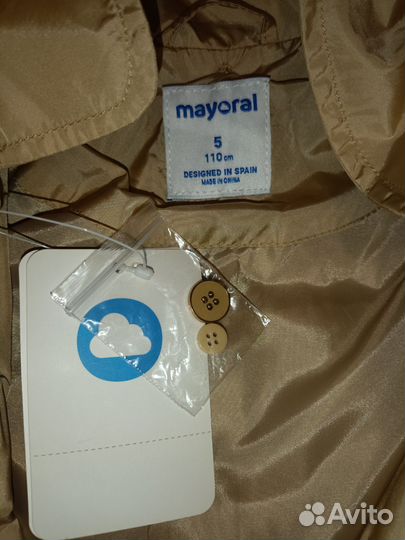 mayoral
5
110cm
DESIGNED IN SPAIN
MADE IN CHINA
Avito